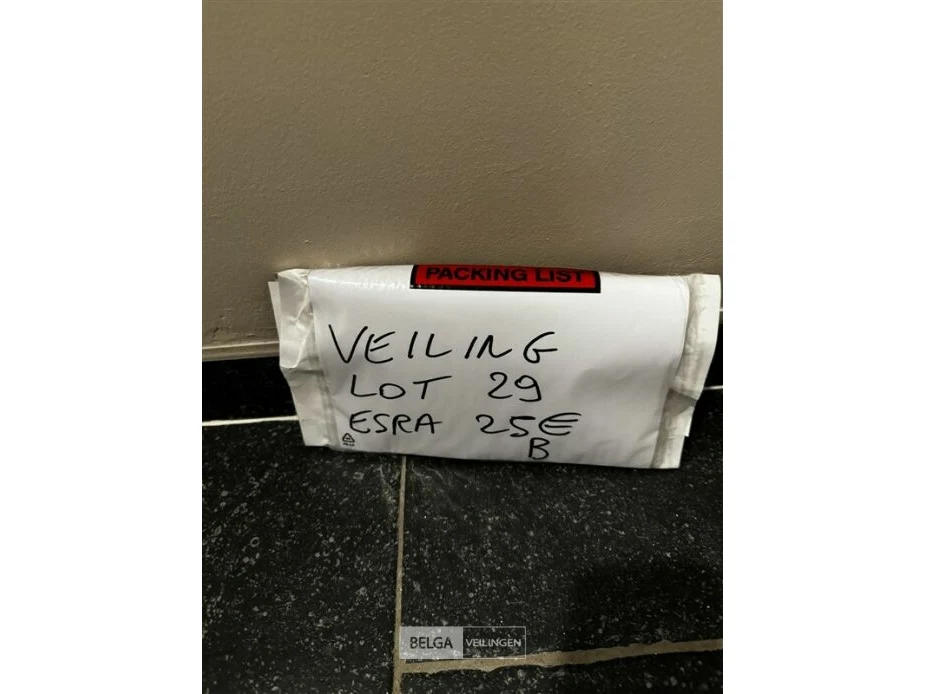 PACKING LIST
VEILING
LOT 29
ESRA 25€
B
BELGA VEILINGEN